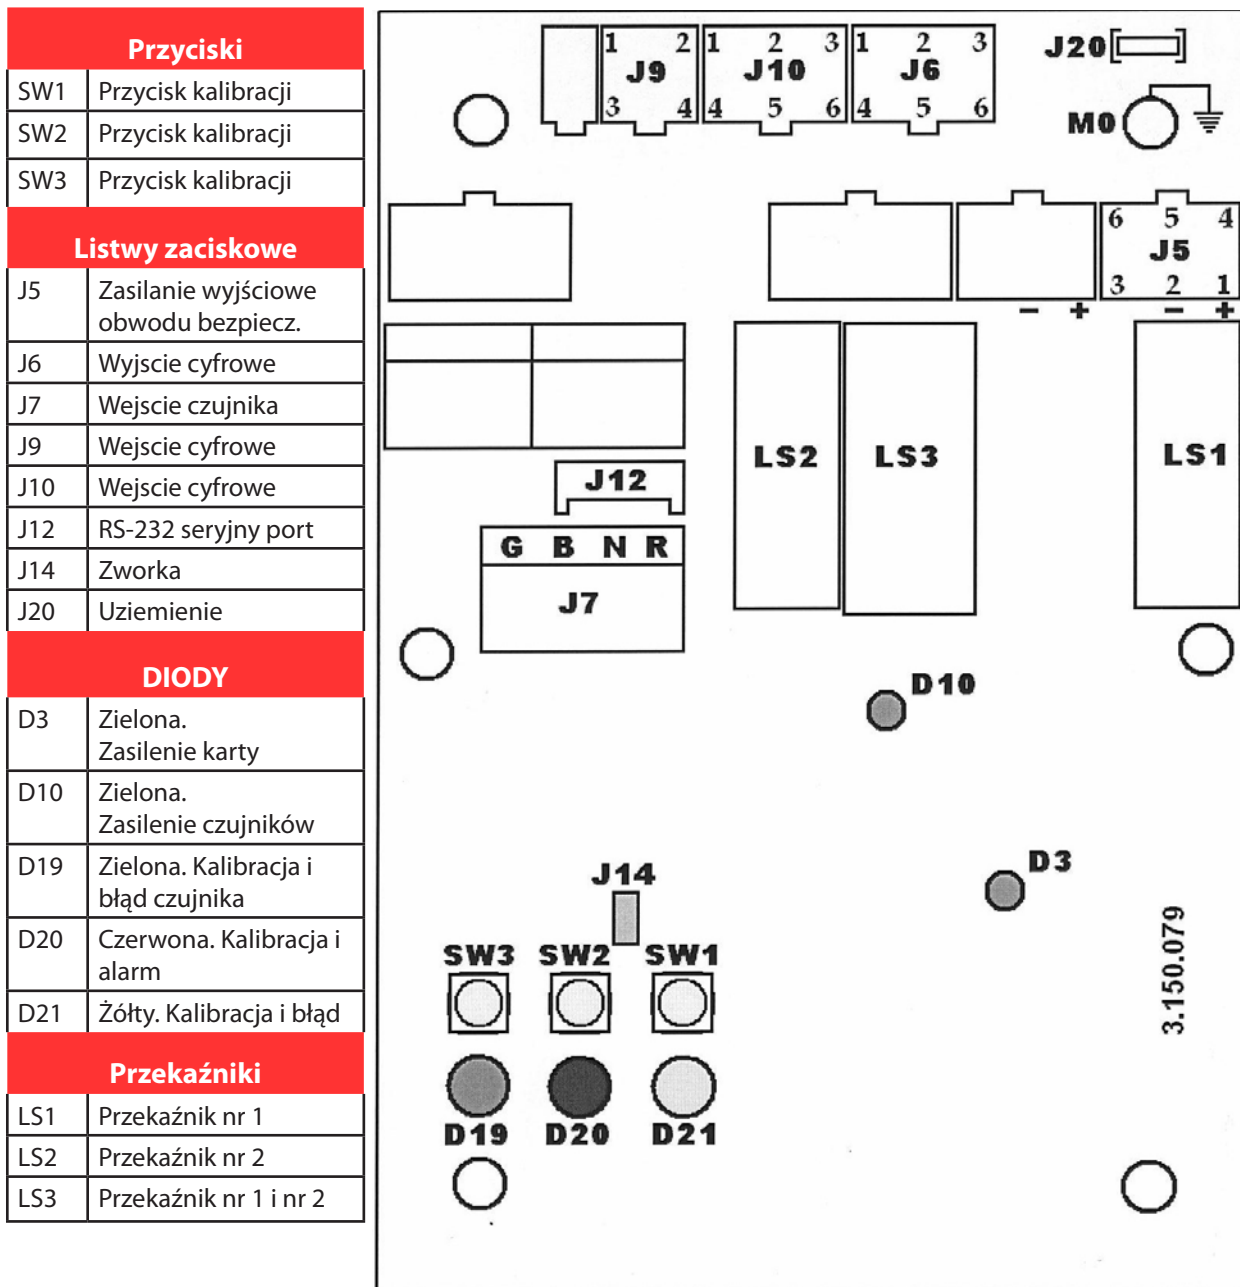 Przyciski
SW1 Przycisk kalibracji
SW2 Przycisk kalibracji
SW3 Przycisk kalibracji
Listwy zaciskowe
J5 Zasilanie wyjściowe
obwodu bezpiecz.
J6 Wyjscie cyfrowe
J7 Wejscie czujnika
J9 Wejscie cyfrowe
J10 Wejscie cyfrowe
J12 RS-232 seryjny port
J14 Zworka
J20 Uziemienie
DIODY
D3 Zielona.
Zasilenie karty
D10 Zielona.
Zasilenie czujników
D19 Zielona. Kalibracja i
błąd czujnika
D20 Czerwona. Kalibracja i
alarm
D21 Żółty. Kalibracja i błąd
Przekaźniki
LS1 Przekaźnik nr 1
LS2 Przekaźnik nr 2
LS3 Przekaźnik nr 1 i nr 2
1 2
J9
3 4
1 2 3
J10
4 5 6
1 2 3
J6
4 5 6
J20
M0
6 5 4
J5
3 2 1
− + − +
LS2 LS3 LS1
J12
G B N R
J7
D10
D3
J14
SW3 SW2 SW1
D19 D20 D21
3.150.079